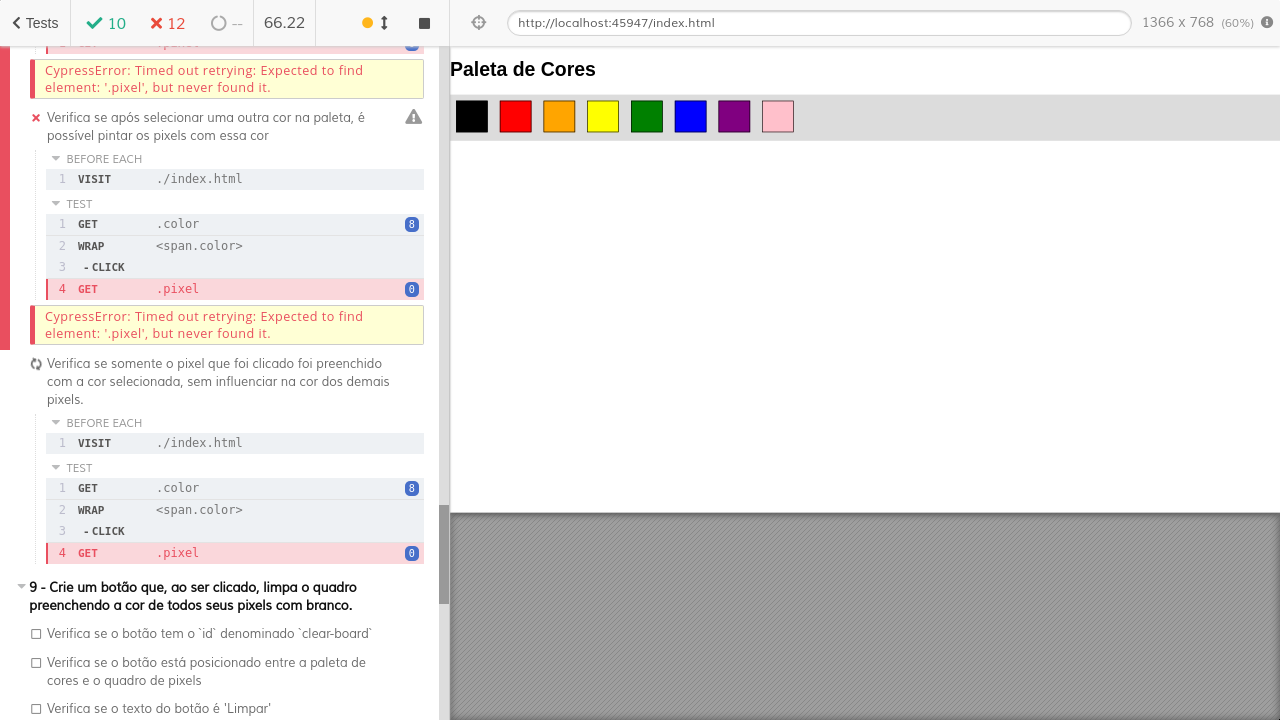 Tests
10
12
--
66.22
http://localhost:45947/index.html
1366 x 768 (60%)
CypressError: Timed out retrying: Expected to find
element: '.pixel', but never found it.
Verifica se após selecionar uma outra cor na paleta, é
possível pintar os pixels com essa cor
BEFORE EACH
1 VISIT ./index.html
TEST
1 GET .color 8
2 WRAP <span.color>
3 - CLICK
4 GET .pixel 0
CypressError: Timed out retrying: Expected to find
element: '.pixel', but never found it.
Verifica se somente o pixel que foi clicado foi preenchido
com a cor selecionada, sem influenciar na cor dos demais
pixels.
BEFORE EACH
1 VISIT ./index.html
TEST
1 GET .color 8
2 WRAP <span.color>
3 - CLICK
4 GET .pixel 0
9 - Crie um botão que, ao ser clicado, limpa o quadro
preenchendo a cor de todos seus pixels com branco.
Verifica se o botão tem o `id` denominado `clear-board`
Verifica se o botão está posicionado entre a paleta de
cores e o quadro de pixels
Verifica se o texto do botão é 'Limpar'
Paleta de Cores